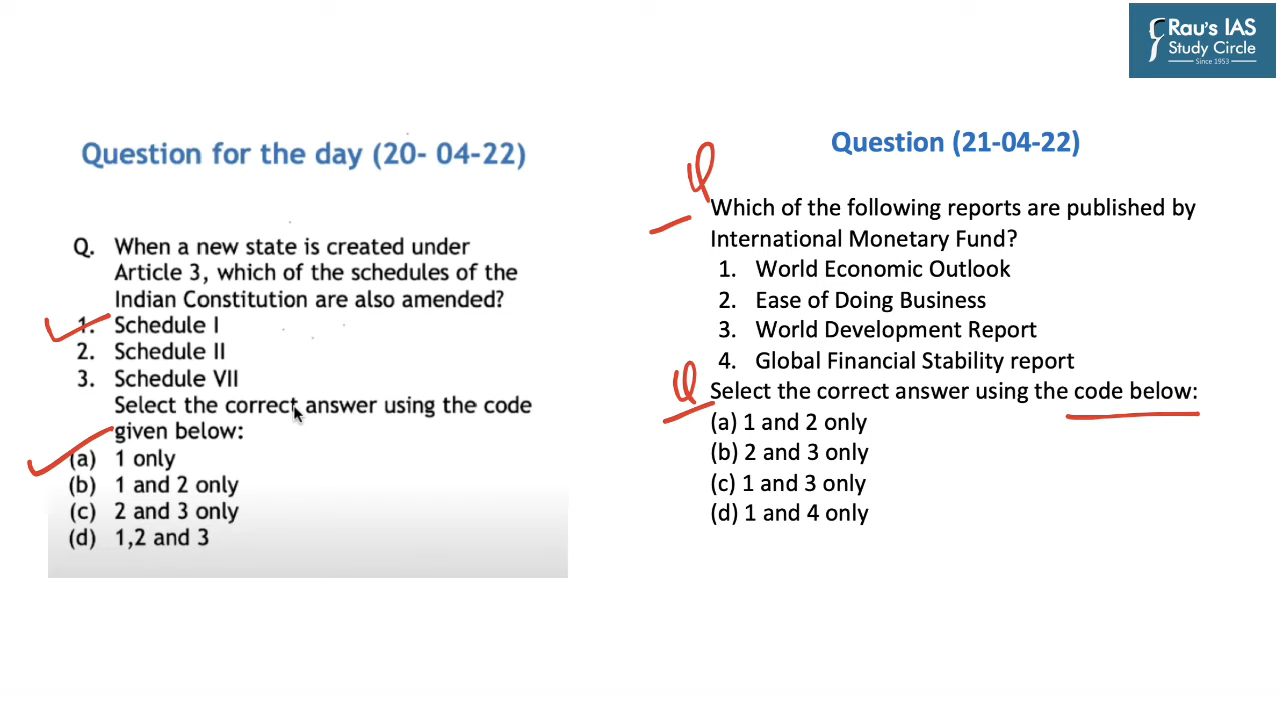 Rau's IAS
Study Circle
Since 1953
Question for the day (20- 04-22)
Q. When a new state is created under
Article 3, which of the schedules of the
Indian Constitution are also amended?
1. Schedule I
2. Schedule II
3. Schedule VII
Select the correct answer using the code
given below:
(a) 1 only
(b) 1 and 2 only
(c) 2 and 3 only
(d) 1,2 and 3
Question (21-04-22)
Which of the following reports are published by
International Monetary Fund?
1. World Economic Outlook
2. Ease of Doing Business
3. World Development Report
4. Global Financial Stability report
Select the correct answer using the code below:
(a) 1 and 2 only
(b) 2 and 3 only
(c) 1 and 3 only
(d) 1 and 4 only